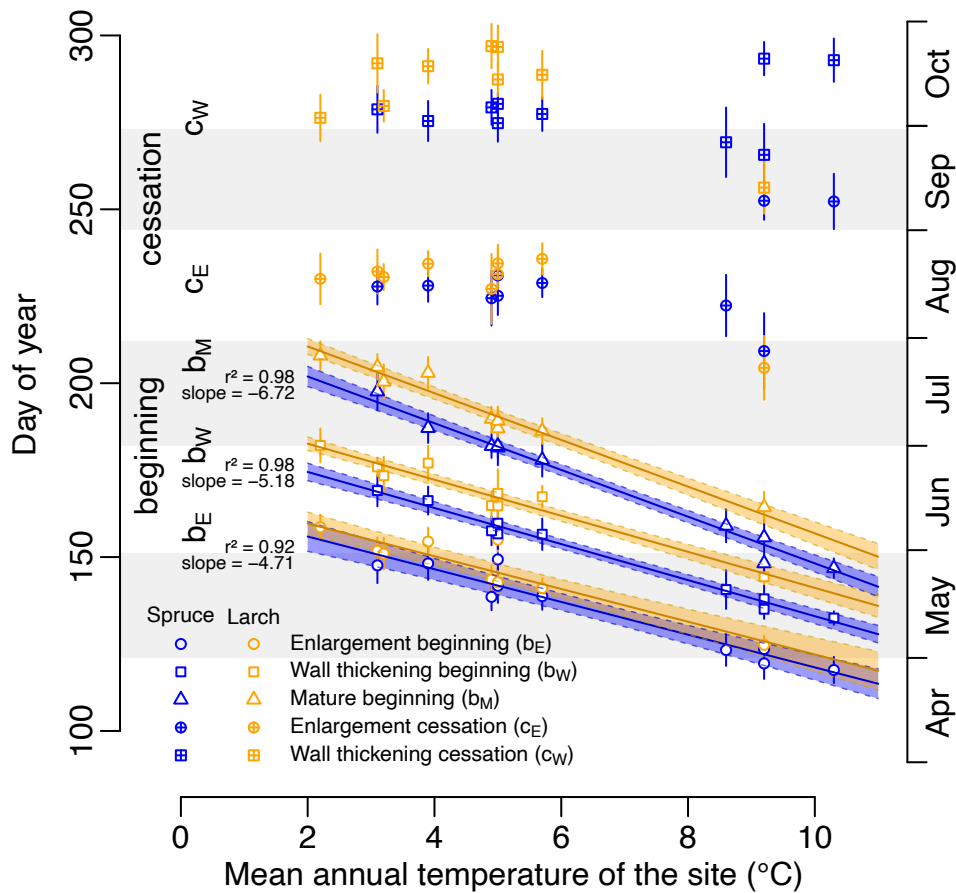 300
250
200
150
100
Day of year
cessation
beginning
cW
cE
bM
r² = 0.98
slope = −6.72
bW
r² = 0.98
slope = −5.18
bE
r² = 0.92
slope = −4.71
Oct
Sep
Aug
Jul
Jun
May
Apr
Spruce Larch
Enlargement beginning (bE)
Wall thickening beginning (bW)
Mature beginning (bM)
Enlargement cessation (cE)
Wall thickening cessation (cW)
0 2 4 6 8 10
Mean annual temperature of the site (°C)